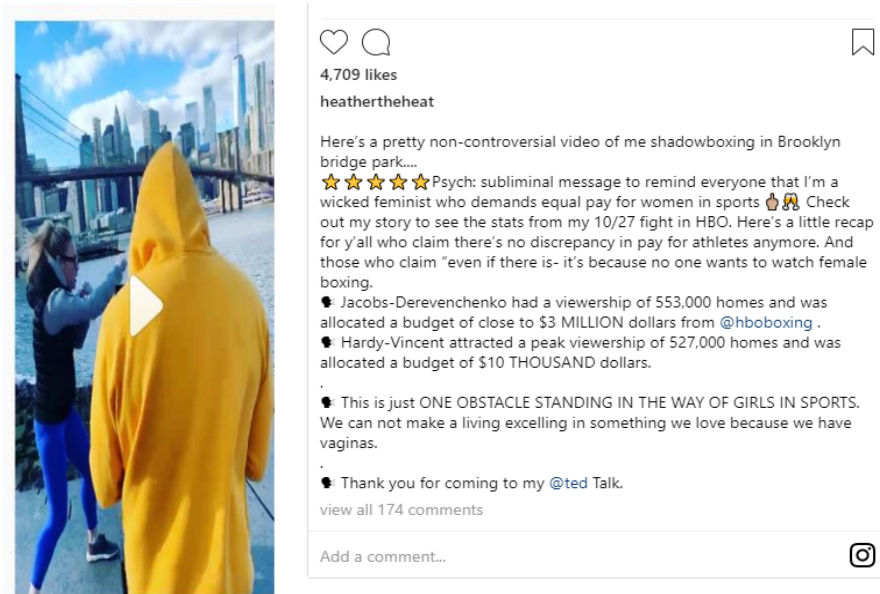 4,709 likes
heathertheheat
Here's a pretty non-controversial video of me shadowboxing in Brooklyn
bridge park....
⭐⭐⭐⭐⭐Psych: subliminal message to remind everyone that I'm a
wicked feminist who demands equal pay for women in sports 🖕🏽🥂 Check
out my story to see the stats from my 10/27 fight in HBO. Here's a little recap
for y'all who claim there's no discrepancy in pay for athletes anymore. And
those who claim "even if there is- it's because no one wants to watch female
boxing.
🗣 Jacobs-Derevenchenko had a viewership of 553,000 homes and was
allocated a budget of close to $3 MILLION dollars from @hboboxing .
🗣 Hardy-Vincent attracted a peak viewership of 527,000 homes and was
allocated a budget of $10 THOUSAND dollars.
.
🗣 This is just ONE OBSTACLE STANDING IN THE WAY OF GIRLS IN SPORTS.
We can not make a living excelling in something we love because we have
vaginas.
.
🗣 Thank you for coming to my @ted Talk.
view all 174 comments
Add a comment...